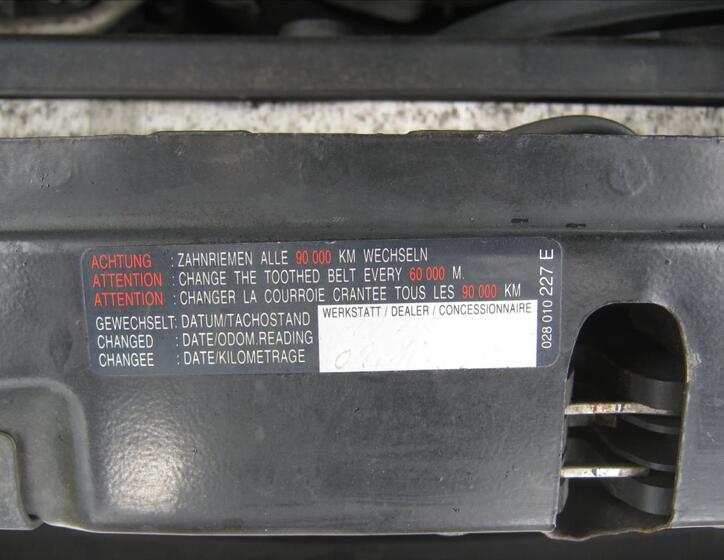 ACHTUNG : ZAHNRIEMEN ALLE 90 000 KM WECHSELN
ATTENTION : CHANGE THE TOOTHED BELT EVERY 60 000 M.
ATTENTION : CHANGER LA COURROIE CRANTEE TOUS LES 90 000 KM
GEWECHSELT: DATUM/TACHOSTAND
CHANGED : DATE/ODOM.READING
CHANGEE : DATE/KILOMETRAGE
WERKSTATT / DEALER / CONCESSIONNAIRE
028 010 227 E